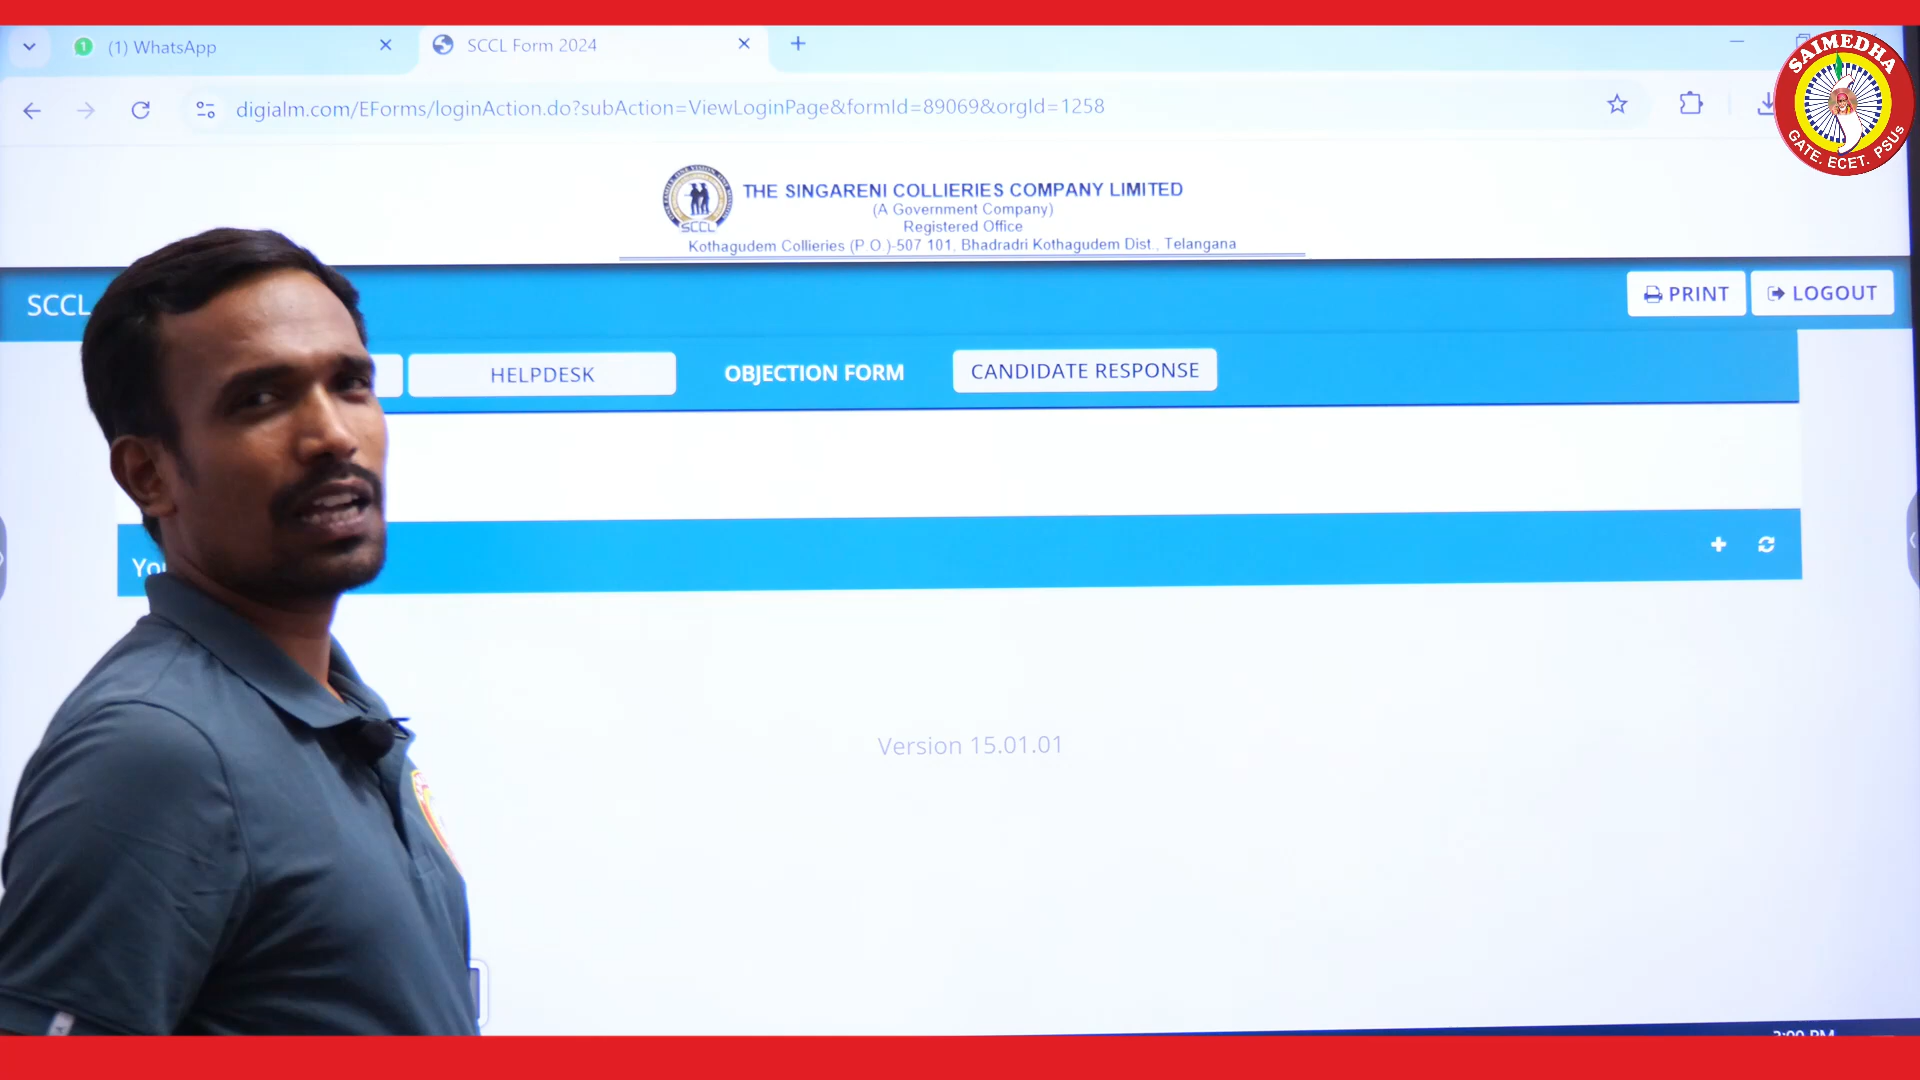 1
(1) WhatsApp
SCCL Form 2024
digialm.com/EForms/loginAction.do?subAction=ViewLoginPage&formId=89069&orgId=1258
SAIMEDHA
GATE. ECET. PSUs
SCCL
THE SINGARENI COLLIERIES COMPANY LIMITED
(A Government Company)
Registered Office
Kothagudem Collieries (P.O.)-507 101, Bhadradri Kothagudem Dist., Telangana
SCCL
PRINT
LOGOUT
HELPDESK
OBJECTION FORM
CANDIDATE RESPONSE
Version 15.01.01